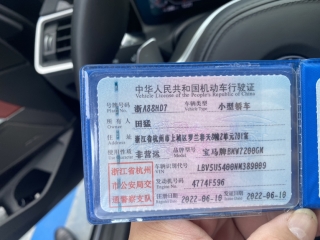 中华人民共和国机动车行驶证
Vehicle License of the People's Republic of China
号牌号码 浙A88HD7 车辆类型 小型轿车
所有人 田猛
住址 浙江省杭州市上城区
使用性质 非营运 品牌型号 宝马牌BMW7200GM
浙江省杭州市公安局交通警察支队
车辆识别代号 LBV5U5400NM389009
发动机号码 4774F596
注册日期 2022-06-10 发证日期 2022-06-10